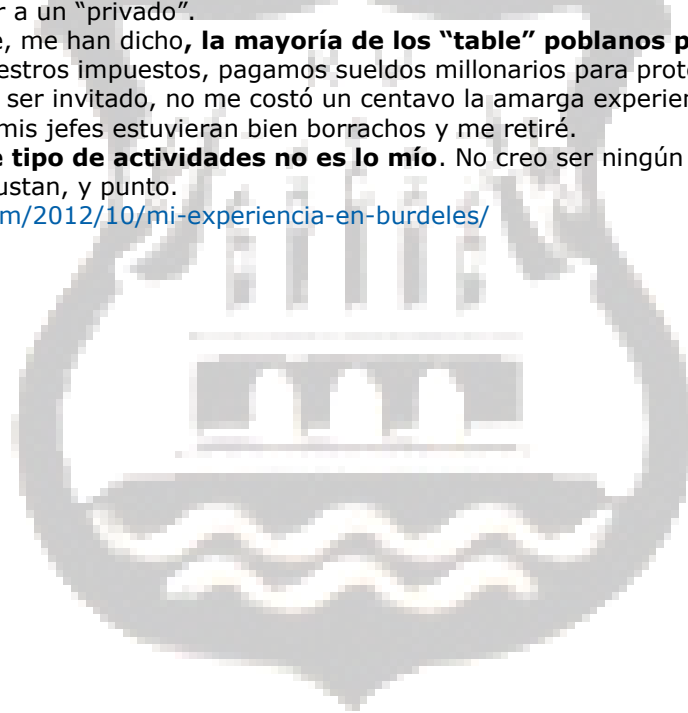 r a un “privado”.
e, me han dicho, la mayoría de los “table” poblanos p
estros impuestos, pagamos sueldos millonarios para prote
ser invitado, no me costó un centavo la amarga experien
mis jefes estuvieran bien borrachos y me retiré.
e tipo de actividades no es lo mío. No creo ser ningún
ustan, y punto.
m/2012/10/mi-experiencia-en-burdeles/